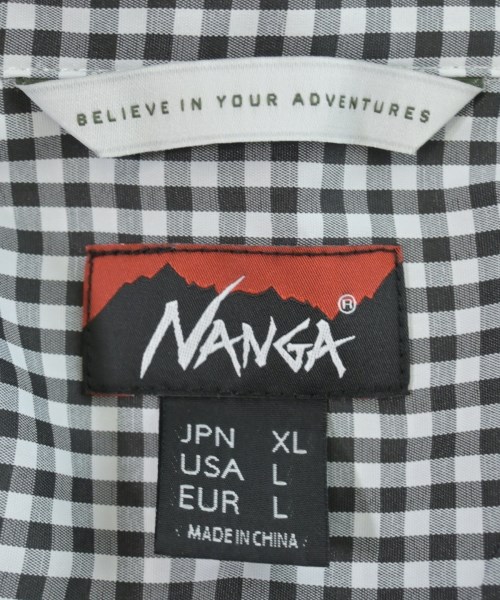 BELIEVE IN YOUR ADVENTURES
NANGA®
JPN XL
USA L
EUR L
MADE IN CHINA